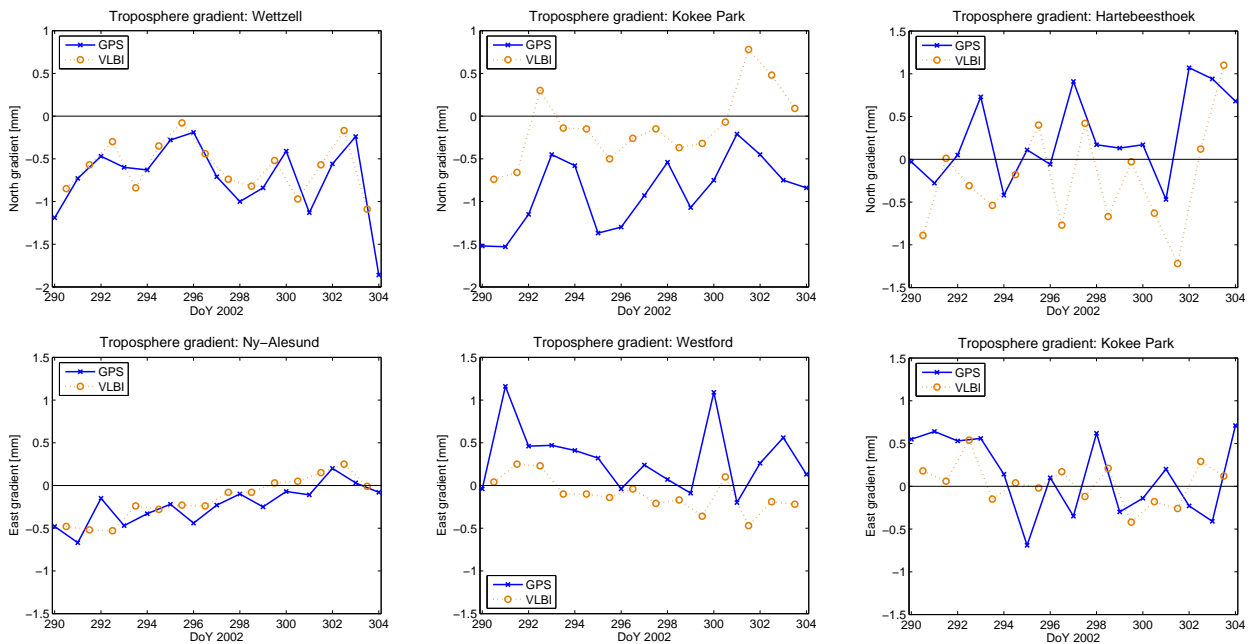 Troposphere gradient: Wettzell
North gradient [mm]
1
0.5
0
−0.5
−1
−1.5
−2
GPS
VLBI
290 292 294 296 298 300 302 304
DoY 2002
Troposphere gradient: Kokee Park
North gradient [mm]
1
0.5
0
−0.5
−1
−1.5
−2
GPS
VLBI
290 292 294 296 298 300 302 304
DoY 2002
Troposphere gradient: Hartebeesthoek
North gradient [mm]
1.5
1
0.5
0
−0.5
−1
−1.5
GPS
VLBI
290 292 294 296 298 300 302 304
DoY 2002
Troposphere gradient: Ny−Alesund
East gradient [mm]
1.5
1
0.5
0
−0.5
−1
−1.5
GPS
VLBI
290 292 294 296 298 300 302 304
DoY 2002
Troposphere gradient: Westford
East gradient [mm]
1.5
1
0.5
0
−0.5
−1
−1.5
GPS
VLBI
290 292 294 296 298 300 302 304
DoY 2002
Troposphere gradient: Kokee Park
East gradient [mm]
1.5
1
0.5
0
−0.5
−1
−1.5
GPS
VLBI
290 292 294 296 298 300 302 304
DoY 2002